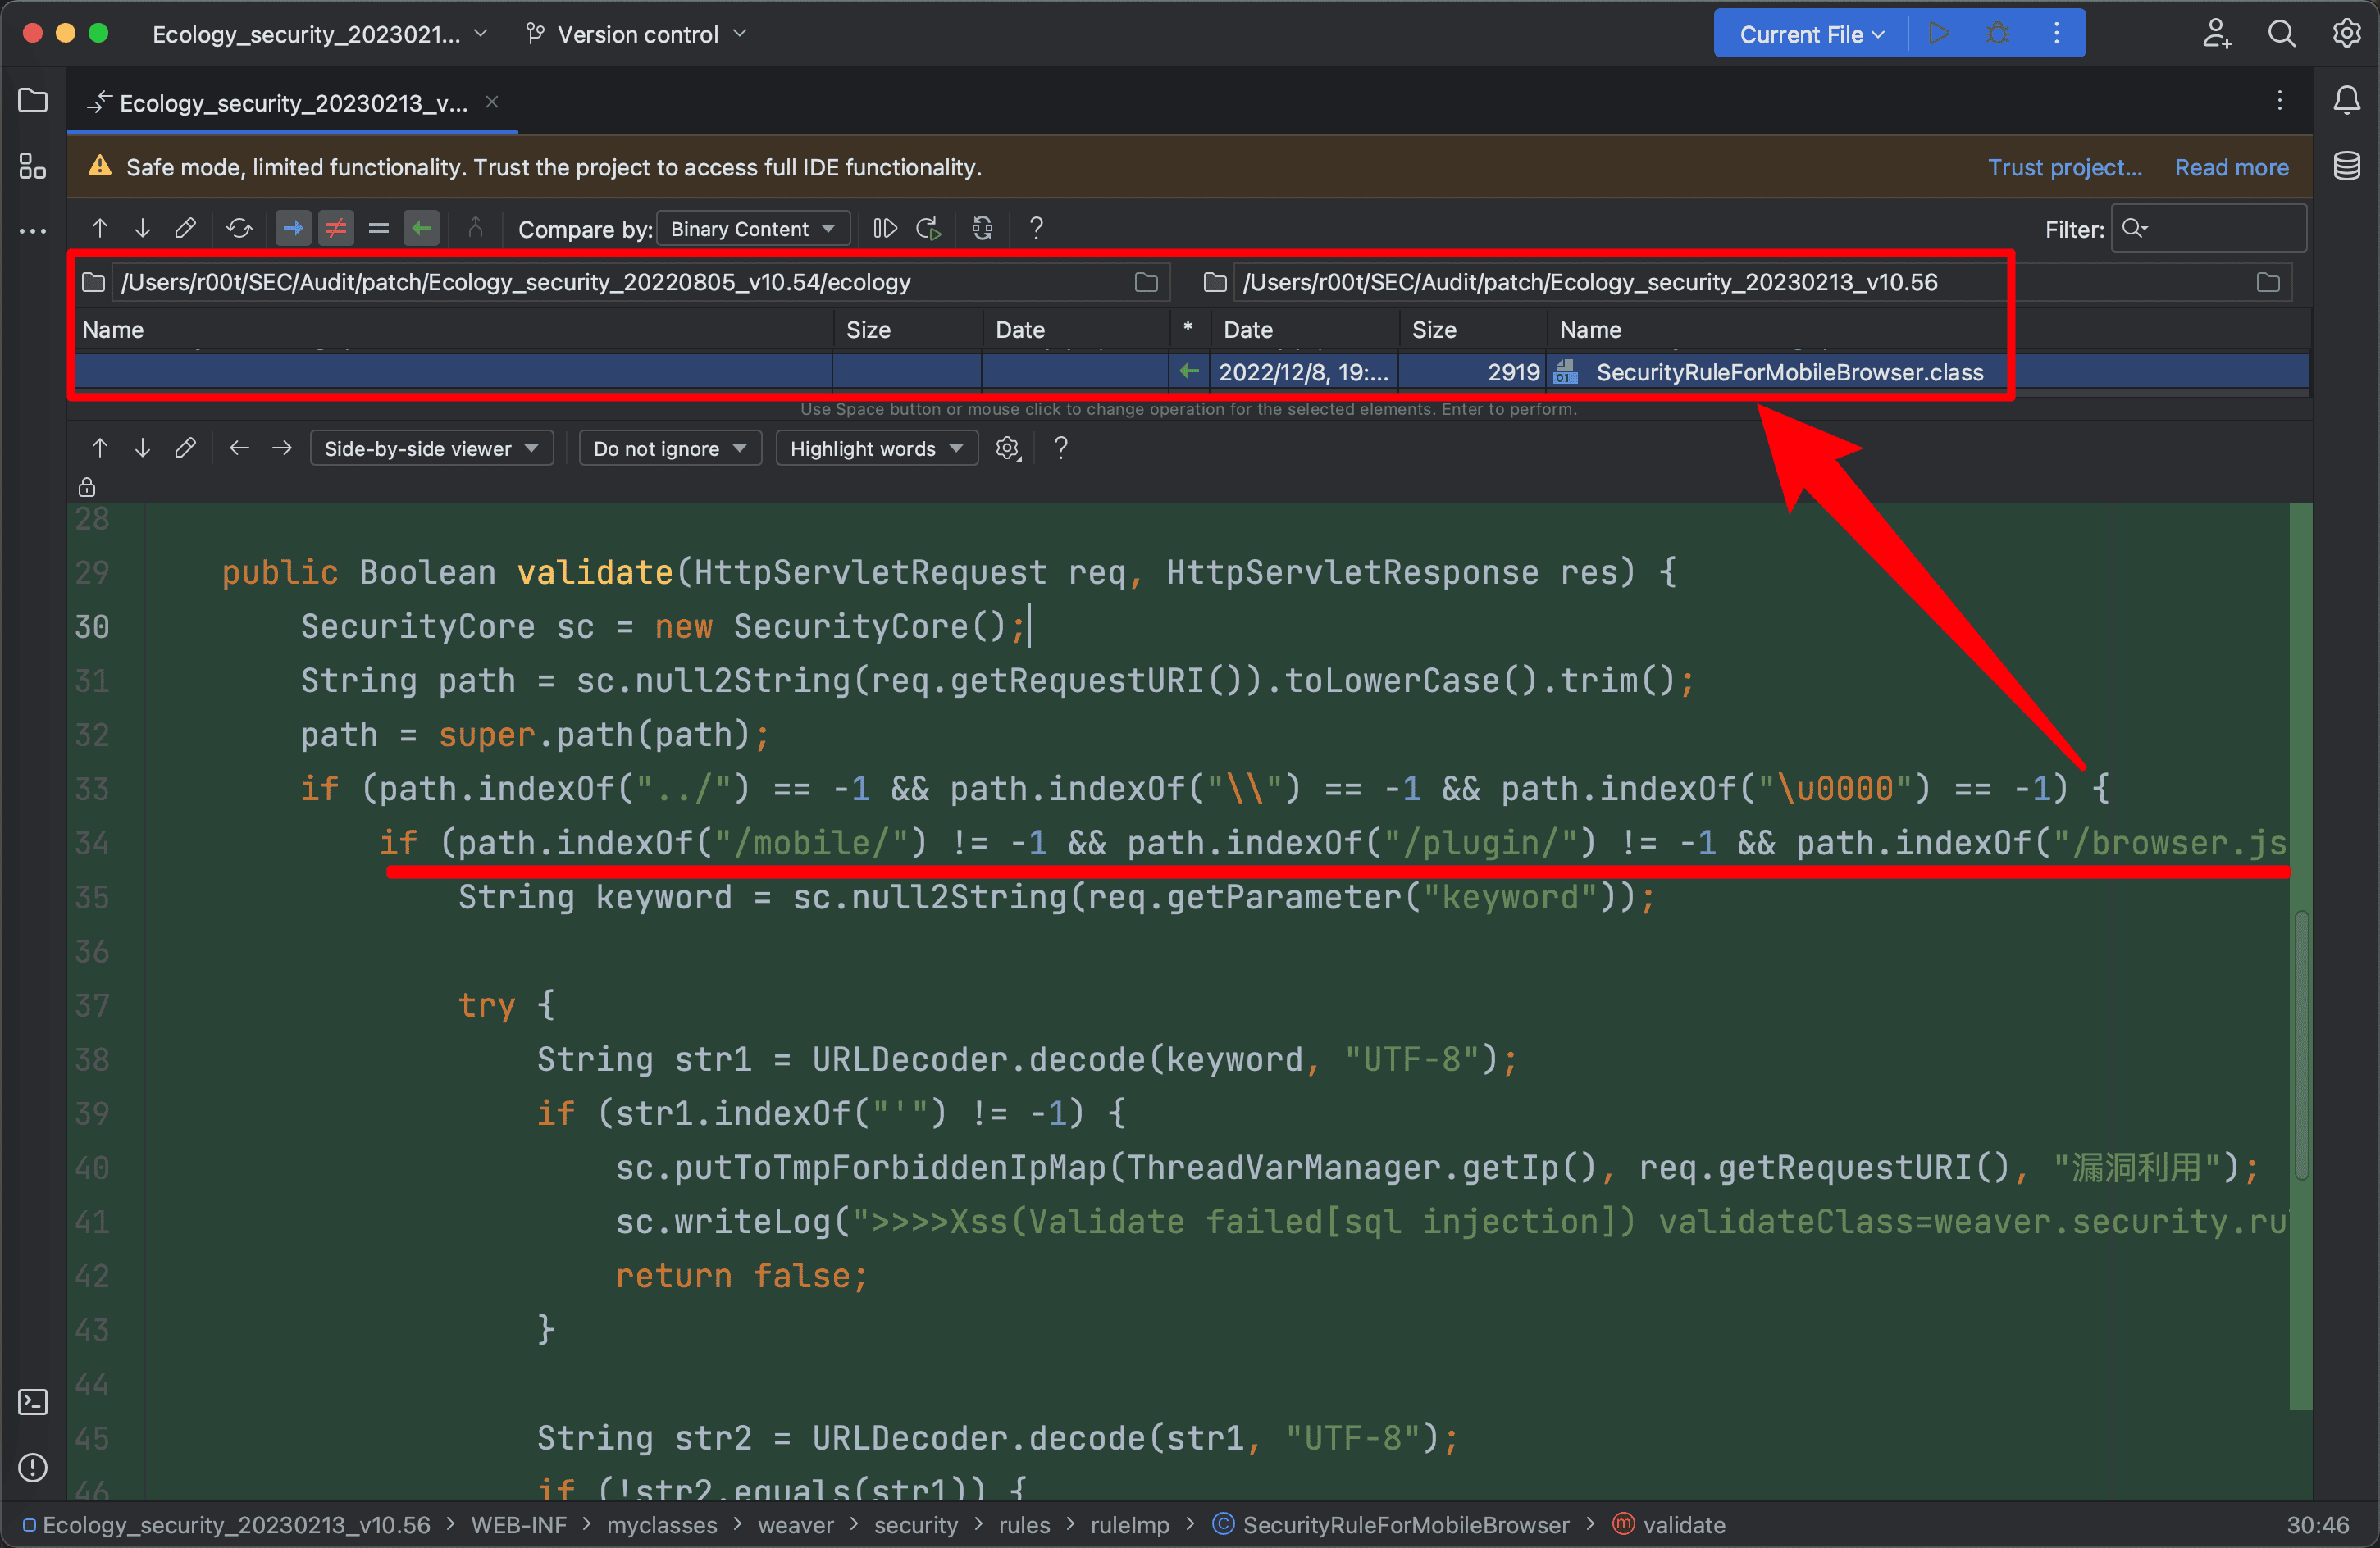 Ecology_security_2023021... Version control Current File
Ecology_security_20230213_v...
Safe mode, limited functionality. Trust the project to access full IDE functionality. Trust project... Read more
Compare by: Binary Content ? Filter:
/Users/r00t/SEC/Audit/patch/Ecology_security_20220805_v10.54/ecology /Users/r00t/SEC/Audit/patch/Ecology_security_20230213_v10.56
Name Size Date * Date Size Name
2022/12/8, 19:... 2919 SecurityRuleForMobileBrowser.class
Use Space button or mouse click to change operation for the selected elements. Enter to perform.
Side-by-side viewer Do not ignore Highlight words ?
28
29 public Boolean validate(HttpServletRequest req, HttpServletResponse res) {
30 SecurityCore sc = new SecurityCore();
31 String path = sc.null2String(req.getRequestURI()).toLowerCase().trim();
32 path = super.path(path);
33 if (path.indexOf("../") == -1 && path.indexOf("\\") == -1 && path.indexOf("\u0000") == -1) {
34 if (path.indexOf("/mobile/") != -1 && path.indexOf("/plugin/") != -1 && path.indexOf("/browser.js
35 String keyword = sc.null2String(req.getParameter("keyword"));
36
37 try {
38 String str1 = URLDecoder.decode(keyword, "UTF-8");
39 if (str1.indexOf("'") != -1) {
40 sc.putToTmpForbiddenIpMap(ThreadVarManager.getIp(), req.getRequestURI(), "漏洞利用");
41 sc.writeLog(">>>>Xss(Validate failed[sql injection]) validateClass=weaver.security.ru
42 return false;
43 }
44
45 String str2 = URLDecoder.decode(str1, "UTF-8");
46 if (!str2.equals(str1)) {
Ecology_security_20230213_v10.56 > WEB-INF > myclasses > weaver > security > rules > ruleImp > SecurityRuleForMobileBrowser > validate 30:46